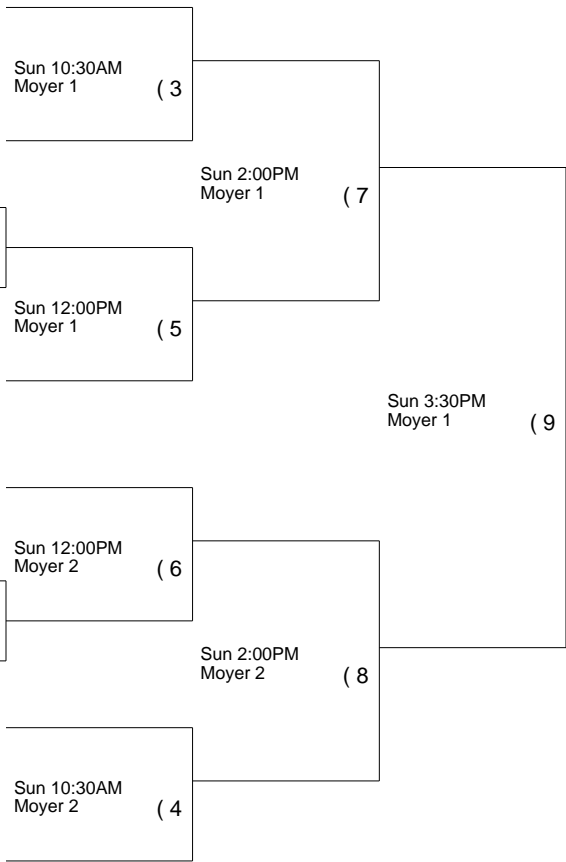 Sun 10:30AM
Moyer 1
( 3
Sun 2:00PM
Moyer 1
( 7
Sun 12:00PM
Moyer 1
( 5
Sun 3:30PM
Moyer 1
( 9
Sun 12:00PM
Moyer 2
( 6
Sun 2:00PM
Moyer 2
( 8
Sun 10:30AM
Moyer 2
( 4